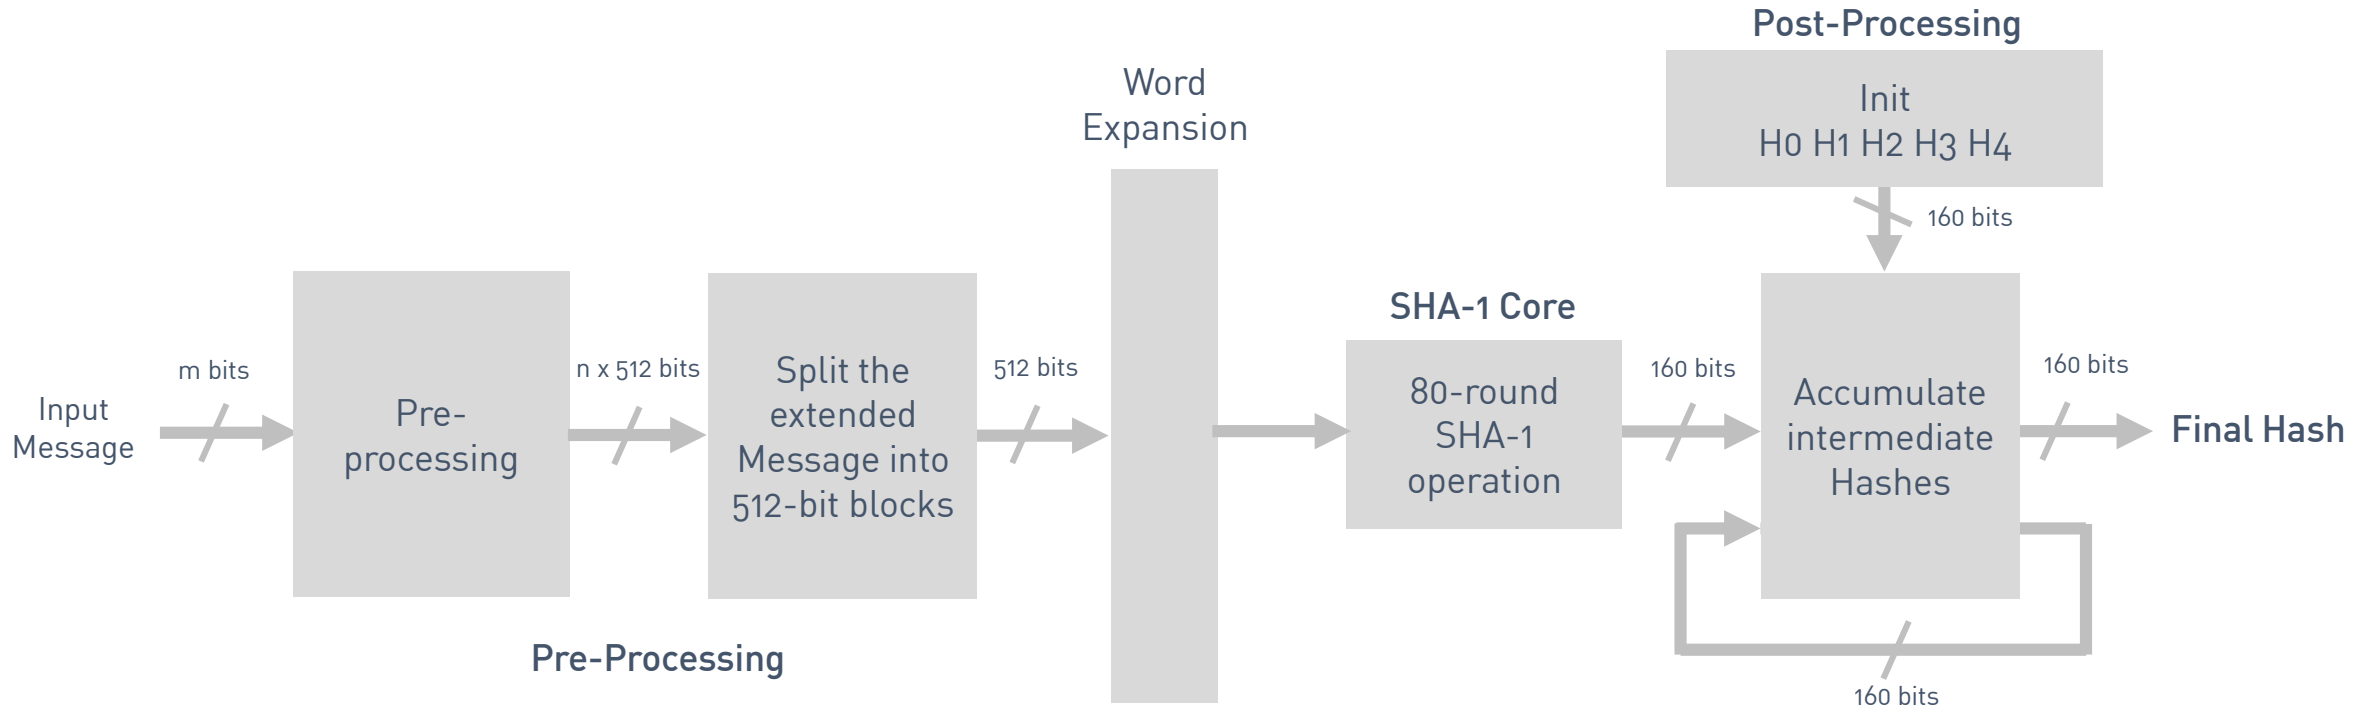 Post-Processing
Init
H0 H1 H2 H3 H4
160 bits
Word
Expansion
Input
Message
m bits
Pre-
processing
n x 512 bits
Split the
extended
Message into
512-bit blocks
512 bits
Pre-Processing
SHA-1 Core
80-round
SHA-1
operation
160 bits
Accumulate
intermediate
Hashes
160 bits
Final Hash
160 bits